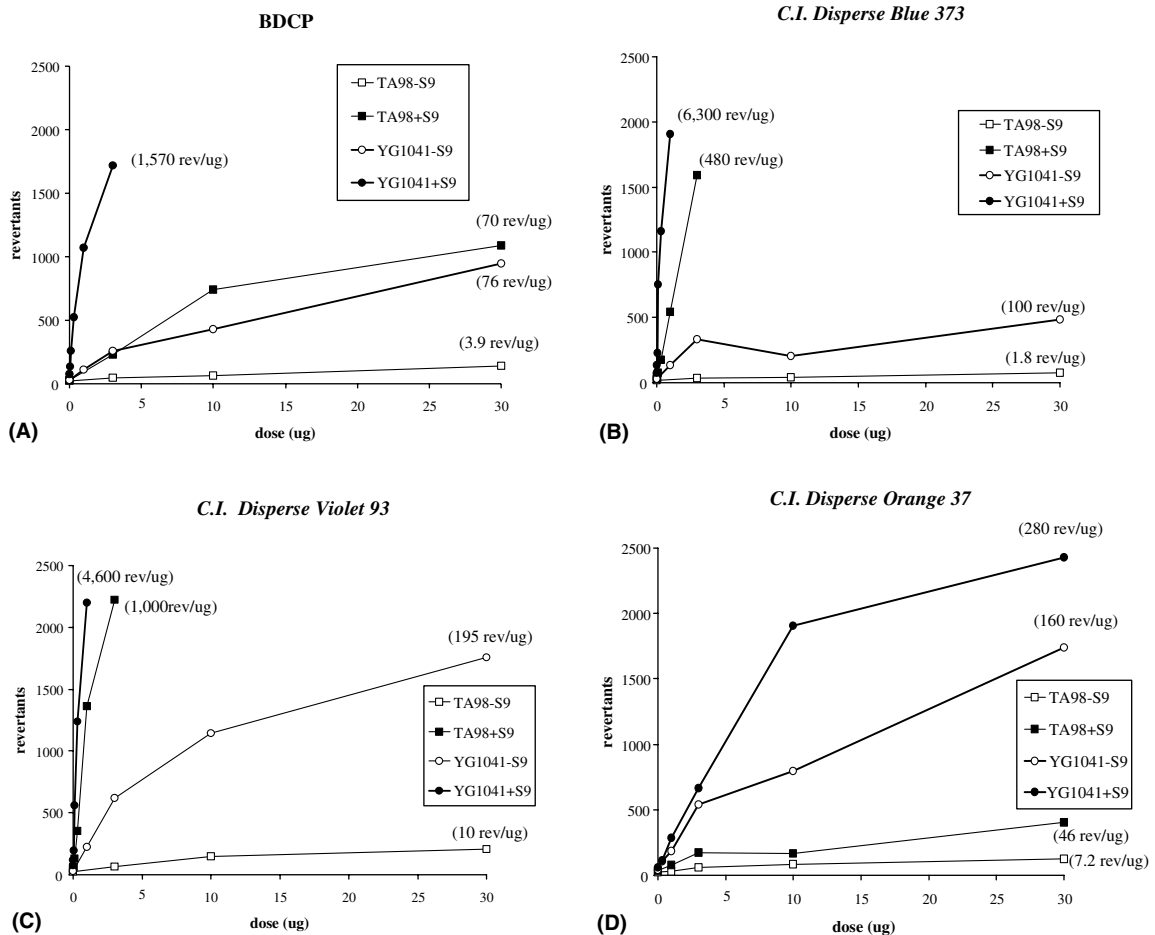 BDCP
2500
2000
1500
1000
500
0
revertants
0
5
10
15
20
25
30
dose (ug)
TA98-S9
TA98+S9
YG1041-S9
YG1041+S9
(1,570 rev/ug)
(70 rev/ug)
(76 rev/ug)
(3.9 rev/ug)
(A)
C.I. Disperse Blue 373
2500
2000
1500
1000
500
0
revertants
0
5
10
15
20
25
30
dose (ug)
TA98-S9
TA98+S9
YG1041-S9
YG1041+S9
(6,300 rev/ug)
(480 rev/ug)
(100 rev/ug)
(1.8 rev/ug)
(B)
C.I. Disperse Violet 93
2500
2000
1500
1000
500
0
revertants
0
5
10
15
20
25
30
dose (ug)
(4,600 rev/ug)
(1,000rev/ug)
(195 rev/ug)
TA98-S9
TA98+S9
YG1041-S9
YG1041+S9
(10 rev/ug)
(C)
C.I. Disperse Orange 37
2500
2000
1500
1000
500
0
revertants
0
5
10
15
20
25
30
dose (ug)
(280 rev/ug)
(160 rev/ug)
TA98-S9
TA98+S9
YG1041-S9
YG1041+S9
(46 rev/ug)
(7.2 rev/ug)
(D)